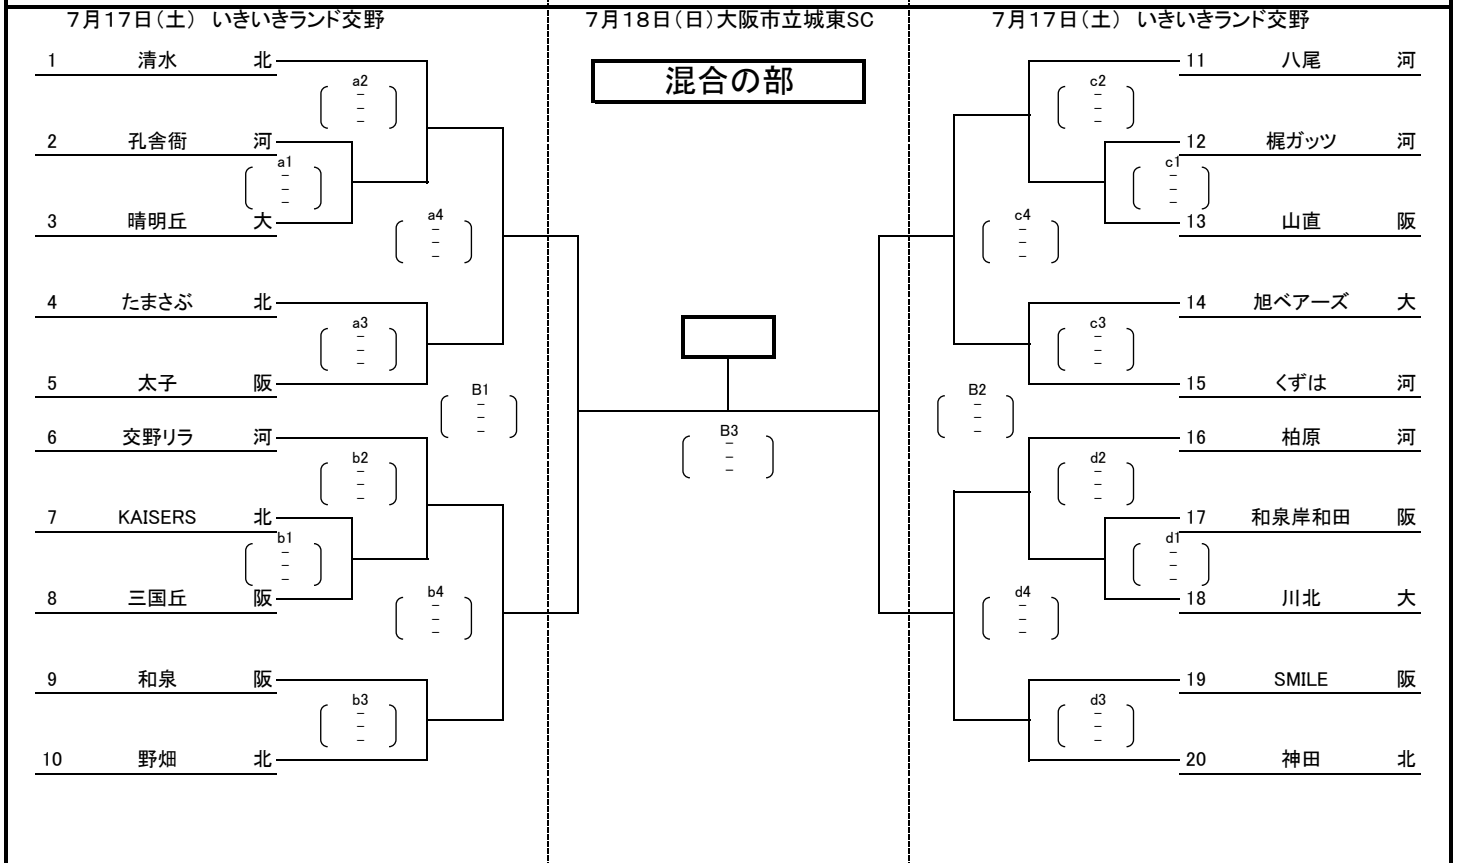 7月17日(土) いきいきランド交野
7月18日(日)大阪市立城東SC
7月17日(土) いきいきランド交野
混合の部
1 清水 北
a2
2 孔舎衙 河
a1
3 晴明丘 大
a4
4 たまさぶ 北
a3
5 太子 阪
B1
6 交野リラ 河
b2
7 KAISERS 北
b1
8 三国丘 阪
b4
9 和泉 阪
b3
10 野畑 北
B3
11 八尾 河
c2
12 梶ガッツ 河
c1
13 山直 阪
c4
14 旭ベアーズ 大
c3
15 くずは 河
B2
16 柏原 河
d2
17 和泉岸和田 阪
d1
18 川北 大
d4
19 SMILE 阪
d3
20 神田 北